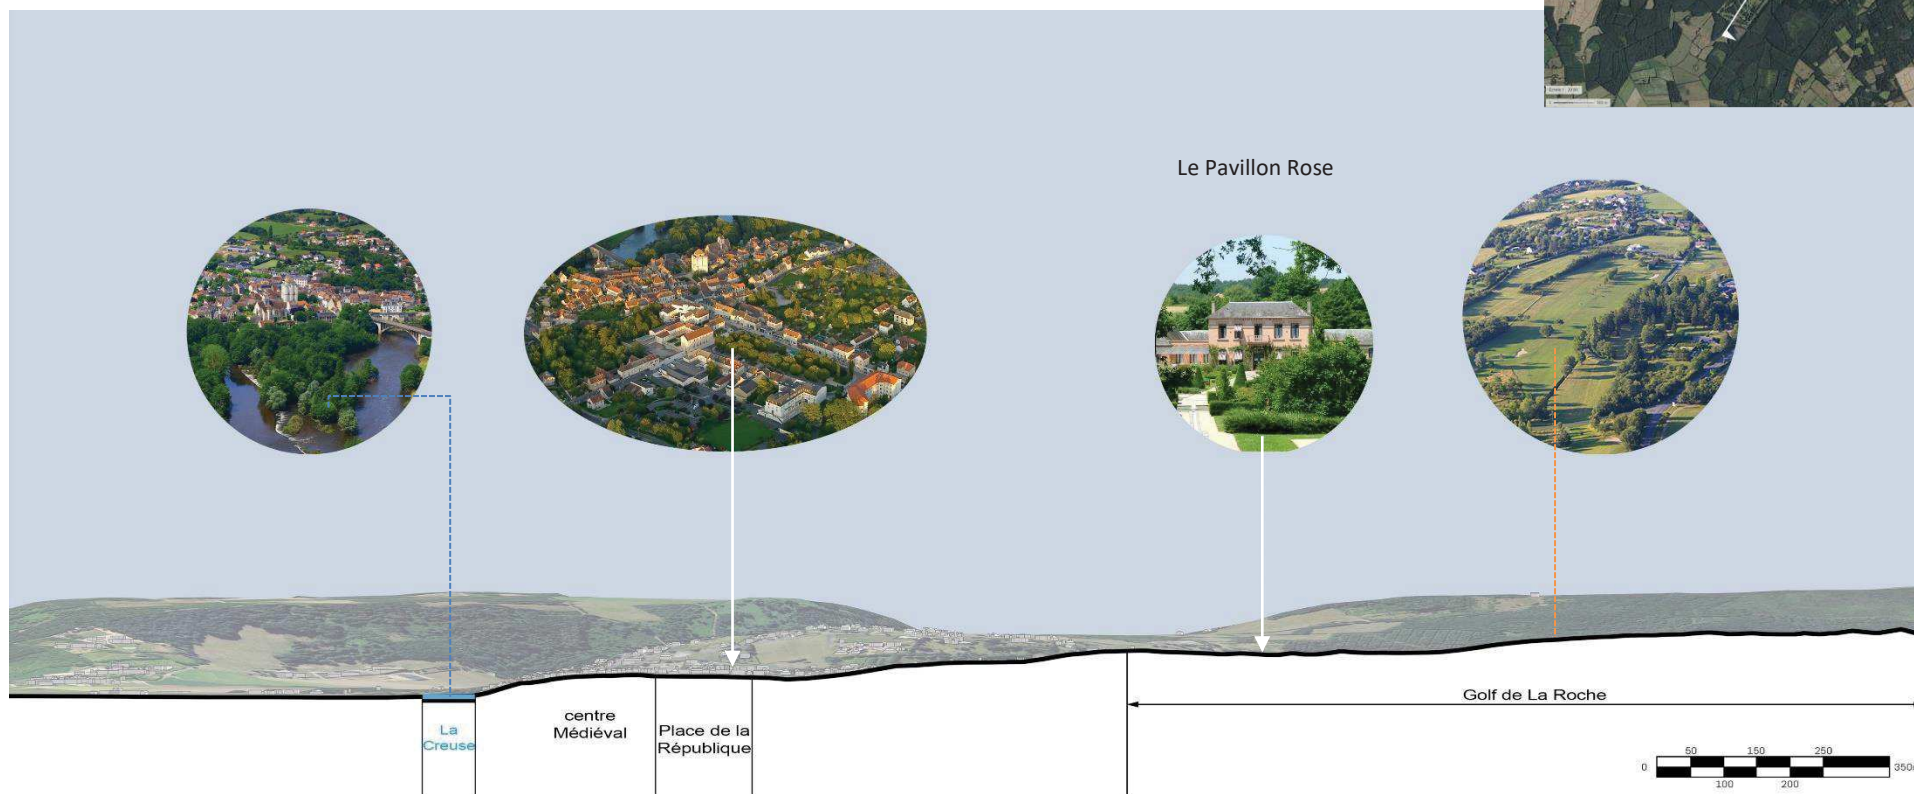 Le Pavillon Rose
La
Creuse
centre
Médiéval
Place de la
République
Golf de La Roche
0
50
150
250
350
100
200